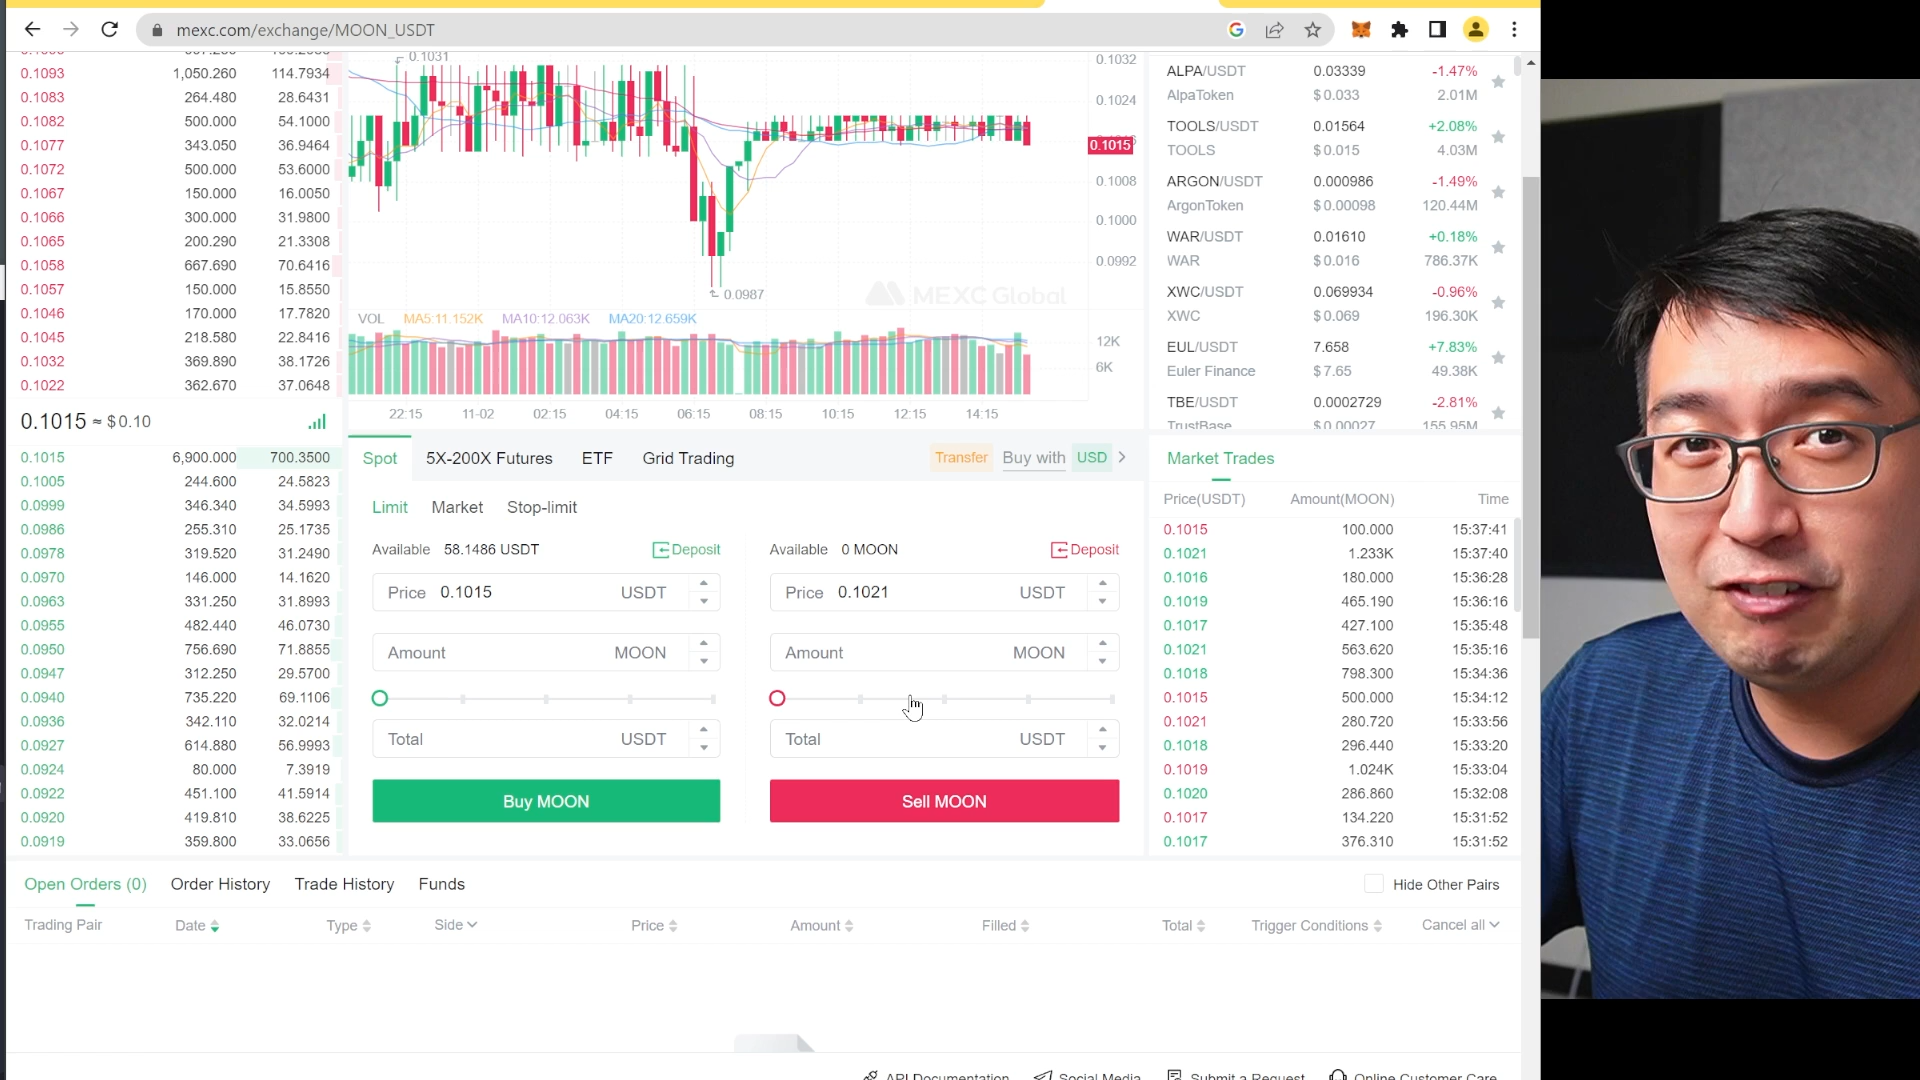 mexc.com/exchange/MOON_USDT
0.1093 1,050.260 114.7934
0.1083 264.480 28.6431
0.1082 500.000 54.1000
0.1077 343.050 36.9464
0.1072 500.000 53.6000
0.1067 150.000 16.0050
0.1066 300.000 31.9800
0.1065 200.290 21.3308
0.1058 667.690 70.6416
0.1057 150.000 15.8550
0.1046 170.000 17.7820
0.1045 218.580 22.8416
0.1032 369.890 38.1726
0.1022 362.670 37.0648
0.1015 ≈ $0.10
0.1015 6,900.000 700.3500
0.1005 244.600 24.5823
0.0999 346.340 34.5993
0.0986 255.310 25.1735
0.0978 319.520 31.2490
0.0970 146.000 14.1620
0.0963 331.250 31.8993
0.0955 482.440 46.0730
0.0950 756.690 71.8855
0.0947 312.250 29.5700
0.0940 735.220 69.1106
0.0936 342.110 32.0214
0.0927 614.880 56.9993
0.0924 80.000 7.3919
0.0922 451.100 41.5914
0.0920 419.810 38.6225
0.0919 359.800 33.0656
0.1031
0.1032
0.1024
0.1015
0.1008
0.1000
0.0992
0.0987
MEXC Global
VOL MA5:11.152K MA10:12.063K MA20:12.659K
12K
6K
22:15 11-02 02:15 04:15 06:15 08:15 10:15 12:15 14:15
Spot 5X-200X Futures ETF Grid Trading Transfer Buy with USD
Limit Market Stop-limit
Available 58.1486 USDT Deposit
Price 0.1015 USDT
Amount MOON
Total USDT
Buy MOON
Available 0 MOON Deposit
Price 0.1021 USDT
Amount MOON
Total USDT
Sell MOON
ALPA/USDT 0.03339 -1.47%
AlpaToken $ 0.033 2.01M
TOOLS/USDT 0.01564 +2.08%
TOOLS $ 0.015 4.03M
ARGON/USDT 0.000986 -1.49%
ArgonToken $ 0.00098 120.44M
WAR/USDT 0.01610 +0.18%
WAR $ 0.016 786.37K
XWC/USDT 0.069934 -0.96%
XWC $ 0.069 196.30K
EUL/USDT 7.658 +7.83%
Euler Finance $ 7.65 49.38K
TBE/USDT 0.0002729 -2.81%
TrustBase $ 0.00027 155.95M
Market Trades
Price(USDT) Amount(MOON) Time
0.1015 100.000 15:37:41
0.1021 1.233K 15:37:40
0.1016 180.000 15:36:28
0.1019 465.190 15:36:16
0.1017 427.100 15:35:48
0.1021 563.620 15:35:16
0.1018 798.300 15:34:36
0.1015 500.000 15:34:12
0.1021 280.720 15:33:56
0.1018 296.440 15:33:20
0.1019 1.024K 15:33:04
0.1020 286.860 15:32:08
0.1017 134.220 15:31:52
0.1017 376.310 15:31:52
Open Orders (0) Order History Trade History Funds Hide Other Pairs
Trading Pair Date Type Side Price Amount Filled Total Trigger Conditions Cancel all
API Documentation Social Media Submit a Request Online Customer Care